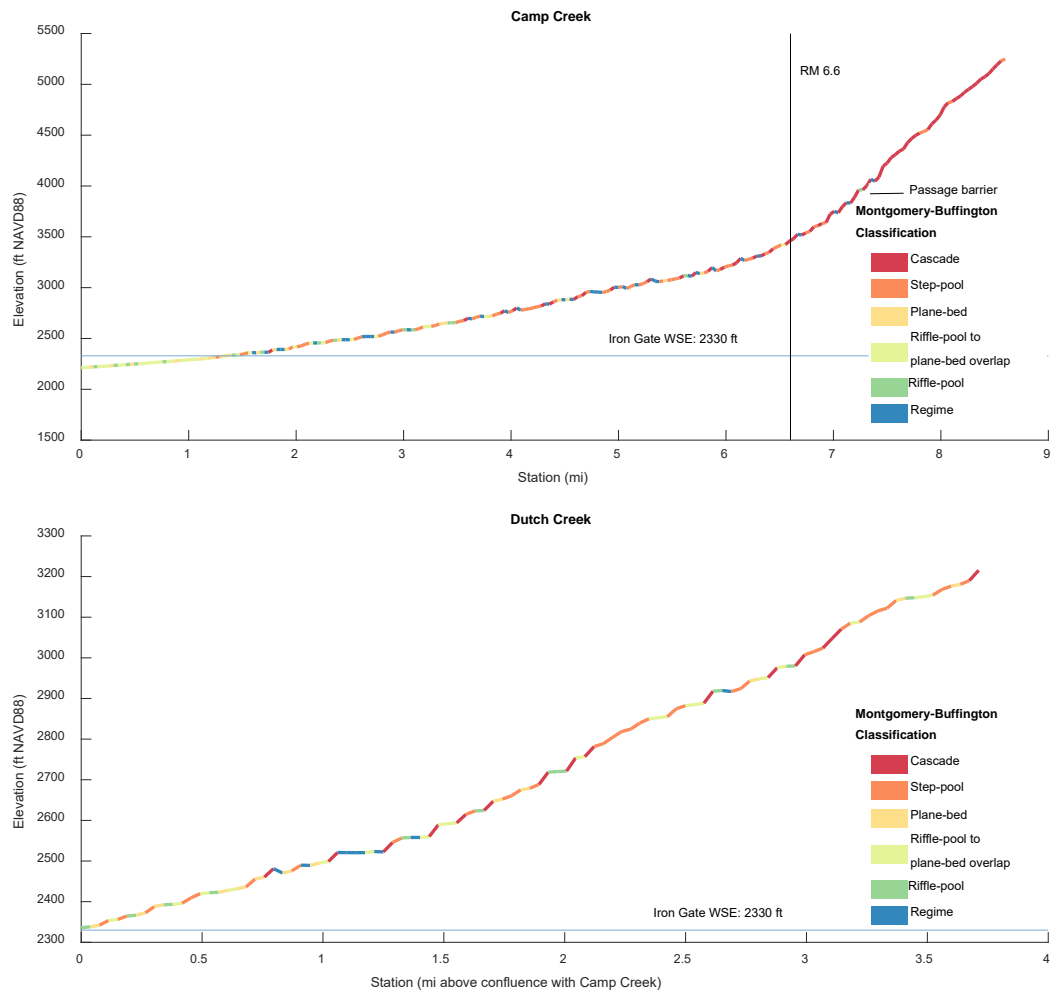 Camp Creek
5500
5000
4500
4000
3500
3000
2500
2000
1500
Elevation (ft NAVD88)
RM 6.6
Passage barrier
Montgomery-Buffington
Classification
Cascade
Step-pool
Plane-bed
Riffle-pool to
plane-bed overlap
Riffle-pool
Regime
Iron Gate WSE: 2330 ft
0 1 2 3 4 5 6 7 8 9
Station (mi)
Dutch Creek
3300
3200
3100
3000
2900
2800
2700
2600
2500
2400
2300
Elevation (ft NAVD88)
Montgomery-Buffington
Classification
Cascade
Step-pool
Plane-bed
Riffle-pool to
plane-bed overlap
Riffle-pool
Regime
Iron Gate WSE: 2330 ft
0 0.5 1 1.5 2 2.5 3 3.5 4
Station (mi above confluence with Camp Creek)